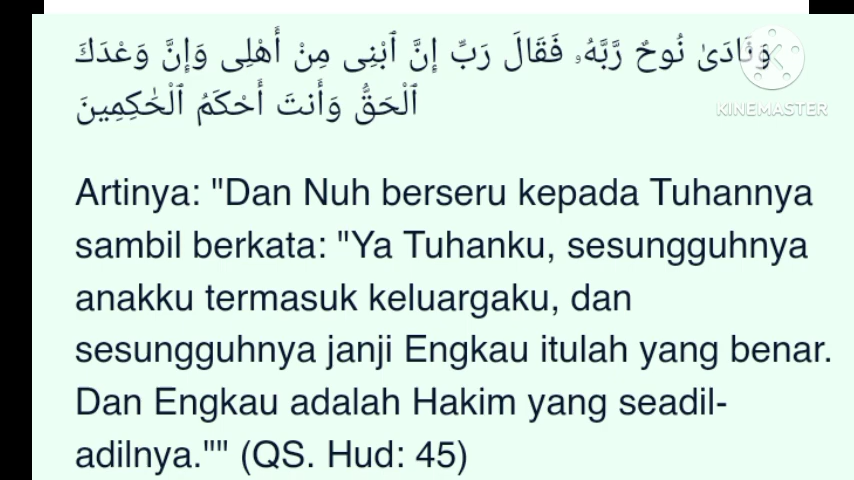 وَنَادَىٰ نُوحٌ رَّبَّهُۥ فَقَالَ رَبِّ إِنَّ ٱبْنِى مِنْ أَهْلِى وَإِنَّ وَعْدَكَ
ٱلْحَقُّ وَأَنتَ أَحْكَمُ ٱلْحَٰكِمِينَ
KINEMASTER
Artinya: "Dan Nuh berseru kepada Tuhannya
sambil berkata: "Ya Tuhanku, sesungguhnya
anakku termasuk keluargaku, dan
sesungguhnya janji Engkau itulah yang benar.
Dan Engkau adalah Hakim yang seadil-
adilnya."" (QS. Hud: 45)